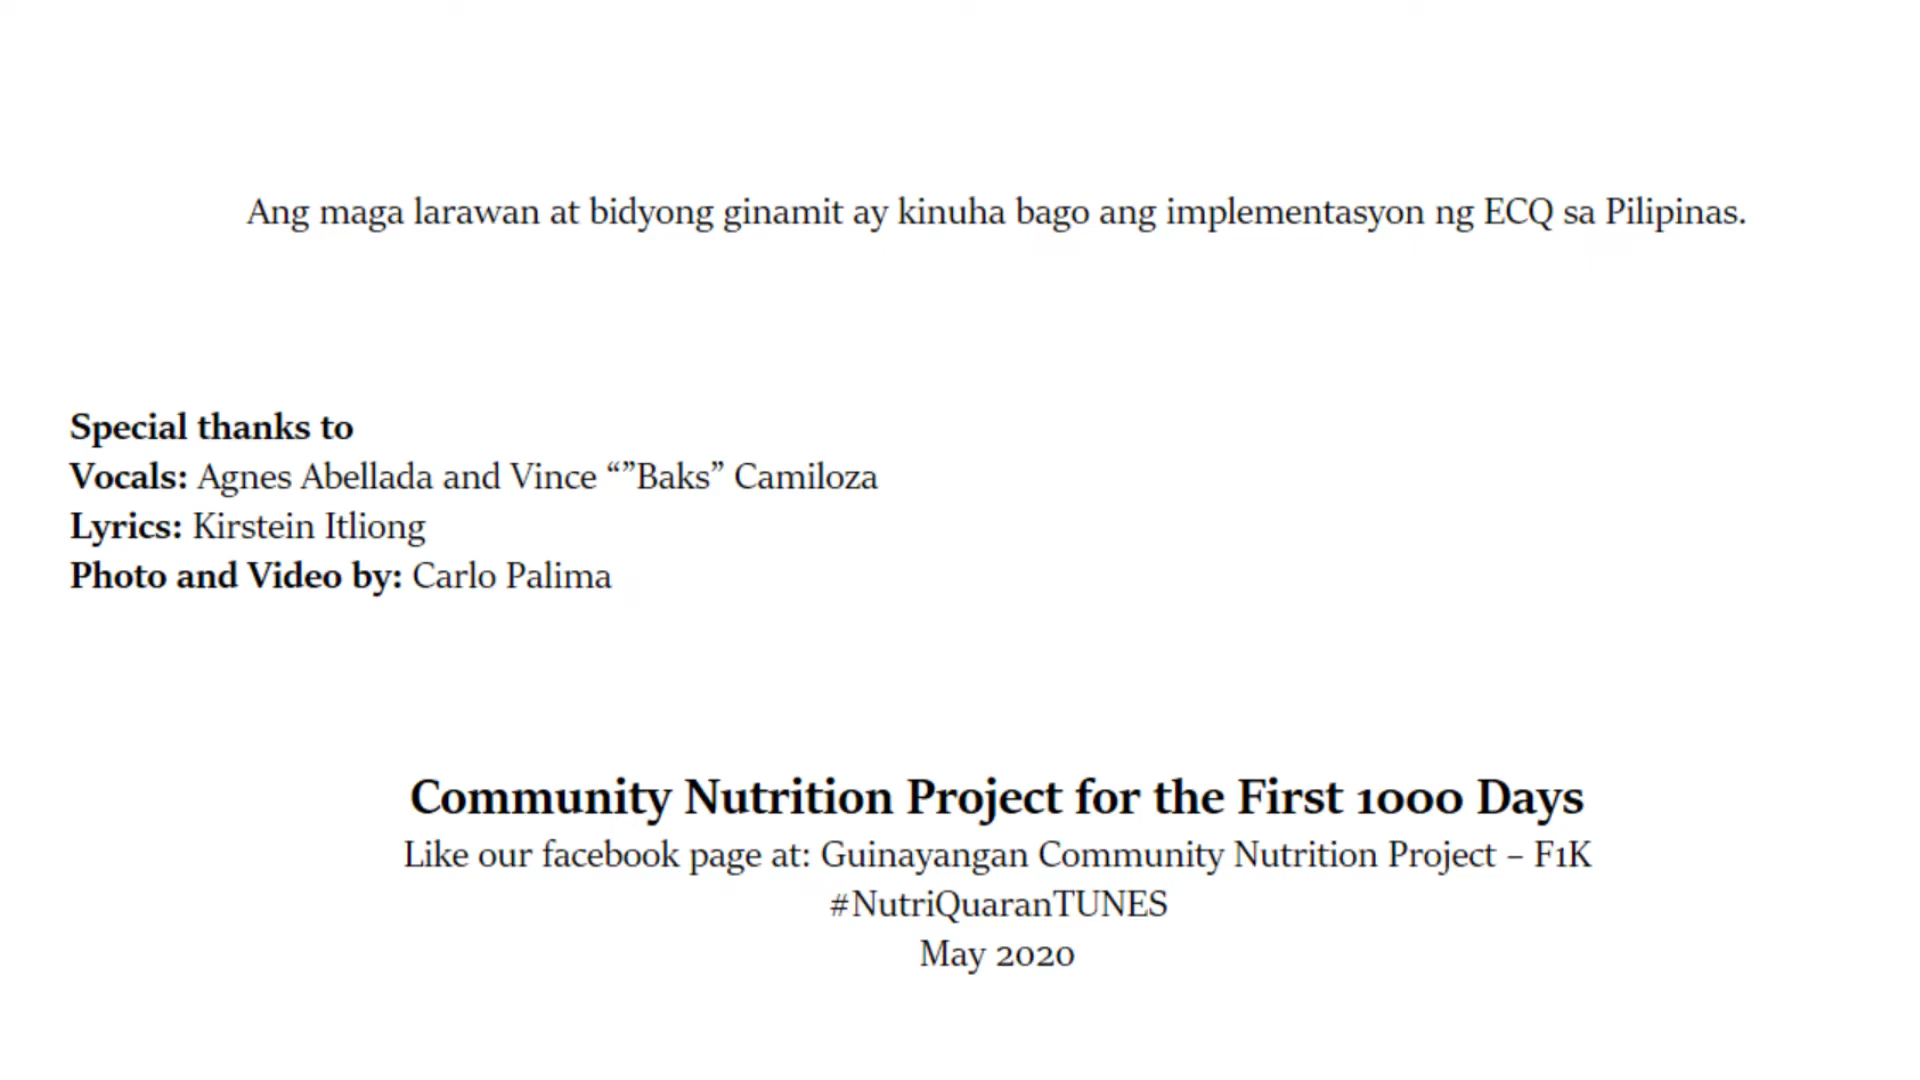 Ang maga larawan at bidyong ginamit ay kinuha bago ang implementasyon ng ECQ sa Pilipinas.
Special thanks to
Vocals: Agnes Abellada and Vince “”Baks” Camiloza
Lyrics: Kirstein Itliong
Photo and Video by: Carlo Palima
Community Nutrition Project for the First 1000 Days
Like our facebook page at: Guinayangan Community Nutrition Project – F1K
#NutriQuaranTUNES
May 2020